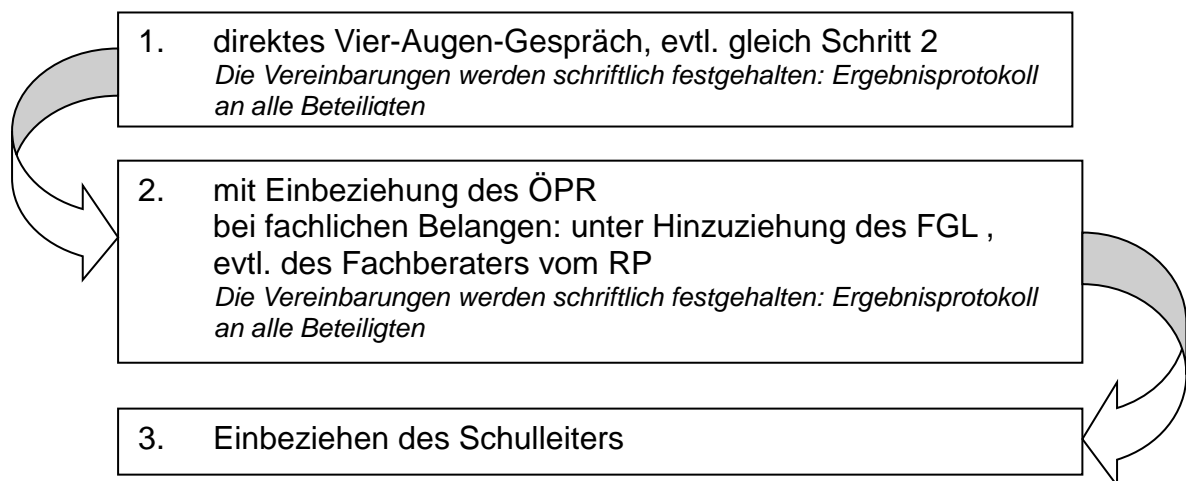 1. direktes Vier-Augen-Gespräch, evtl. gleich Schritt 2
Die Vereinbarungen werden schriftlich festgehalten: Ergebnisprotokoll
an alle Beteiligten
2. mit Einbeziehung des ÖPR
bei fachlichen Belangen: unter Hinzuziehung des FGL ,
evtl. des Fachberaters vom RP
Die Vereinbarungen werden schriftlich festgehalten: Ergebnisprotokoll
an alle Beteiligten
3. Einbeziehen des Schulleiters